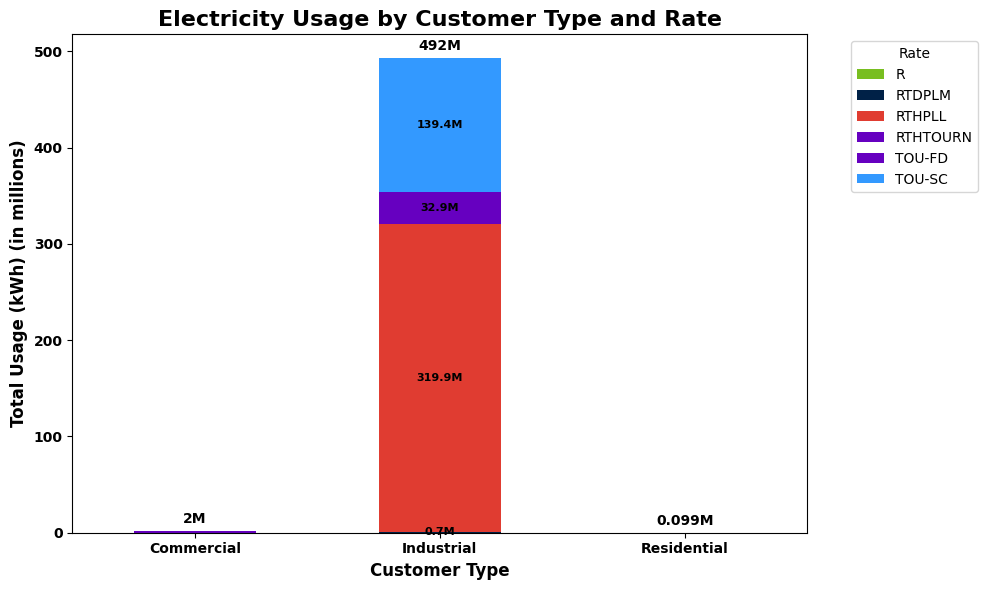 Electricity Usage by Customer Type and Rate
Total Usage (kWh) (in millions)
500
400
300
200
100
0
492M
139.4M
32.9M
319.9M
0.7M
2M
0.099M
Commercial
Industrial
Residential
Customer Type
Rate
R
RTDPLM
RTHPLL
RTHTOURN
TOU-FD
TOU-SC